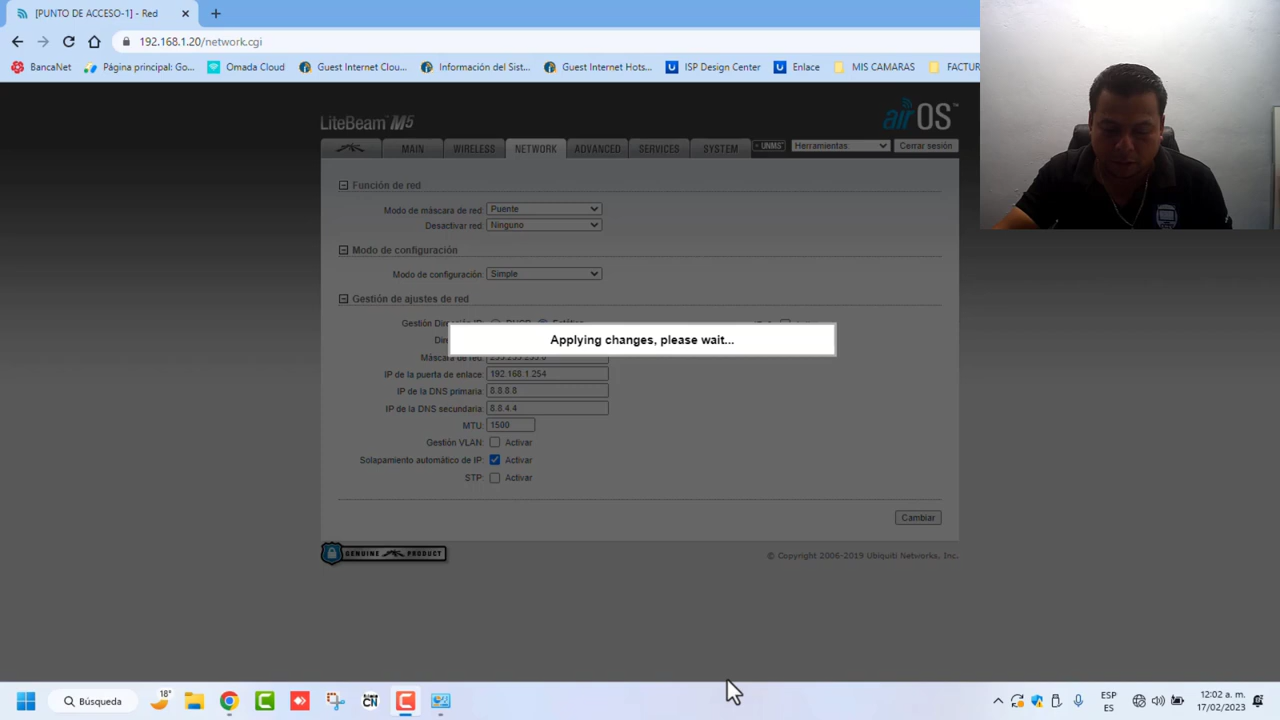 [PUNTO DE ACCESO-1] - Red
192.168.1.20/network.cgi
BancaNet Página principal: Go... Omada Cloud Guest Internet Clou... Información del Sist... Guest Internet Hots... ISP Design Center Enlace MIS CAMARAS FACTUR
LiteBeam M5 airOS™
MAIN WIRELESS NETWORK ADVANCED SERVICES SYSTEM UNMS Herramientas: Cerrar sesión
Función de red
Modo de máscara de red: Puente
Desactivar red: Ninguno
Modo de configuración
Modo de configuración: Simple
Gestión de ajustes de red
Applying changes, please wait...
Máscara de red:
IP de la puerta de enlace: 192.168.1.254
IP de la DNS primaria: 8.8.8.8
IP de la DNS secundaria: 8.8.4.4
MTU: 1500
Gestión VLAN: Activar
Solapamiento automático de IP: Activar
STP: Activar
Cambiar
GENUINE PRODUCT
© Copyright 2006-2019 Ubiquiti Networks, Inc.
Búsqueda 18° CN ESP 12:02 a. m.
ES 17/02/2023